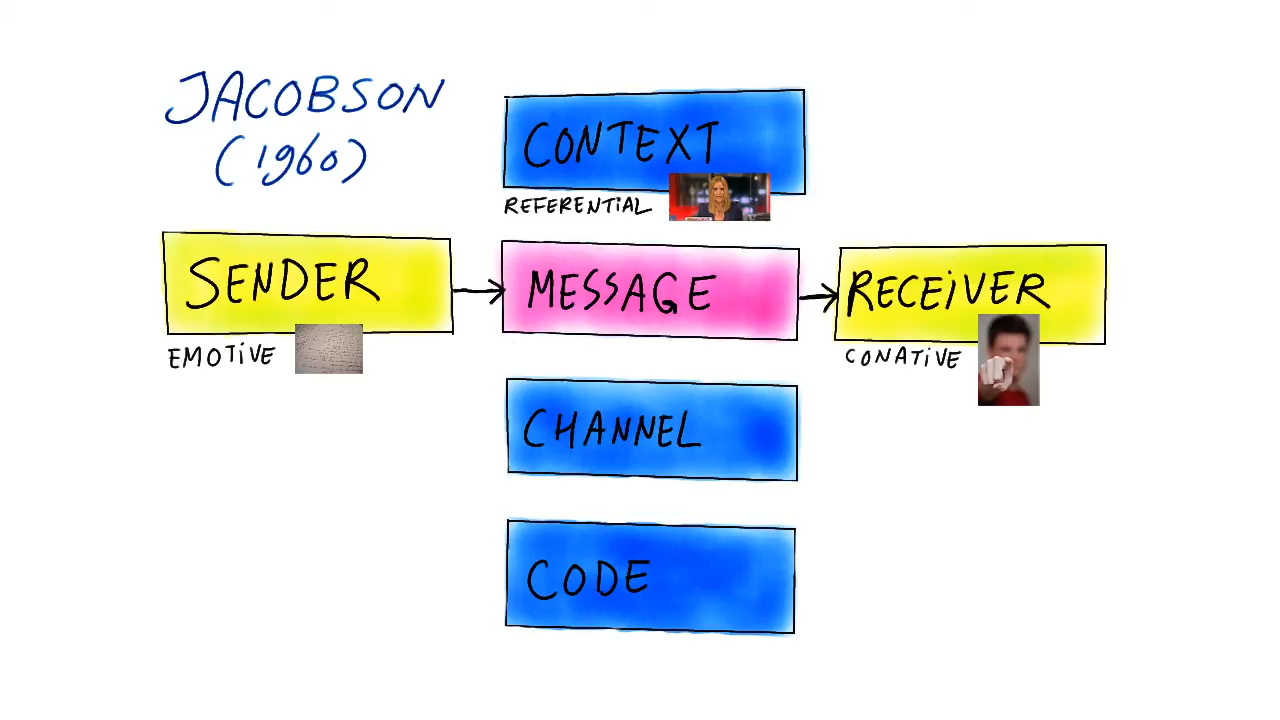 JACOBSON
(1960)
CONTEXT
REFERENTIAL
SENDER
MESSAGE
RECEiVER
EMOTiVE
CONATiVE
CHANNEL
CODE